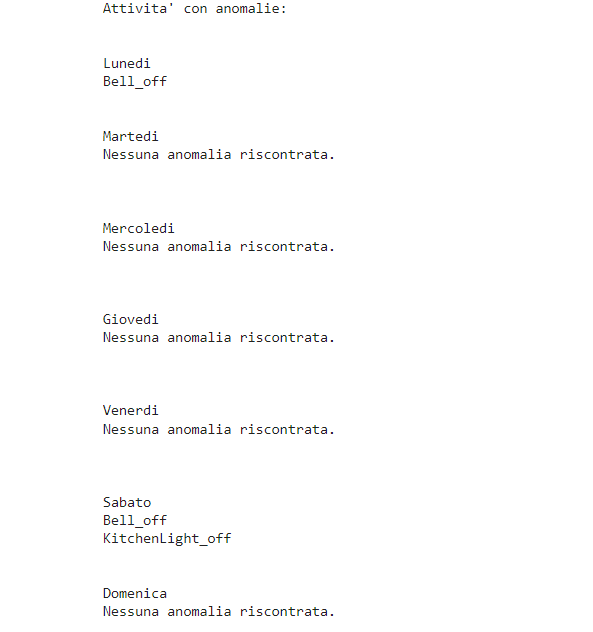 Attivita' con anomalie:
Lunedi
Bell_off
Martedi
Nessuna anomalia riscontrata.
Mercoledi
Nessuna anomalia riscontrata.
Giovedi
Nessuna anomalia riscontrata.
Venerdi
Nessuna anomalia riscontrata.
Sabato
Bell_off
KitchenLight_off
Domenica
Nessuna anomalia riscontrata.